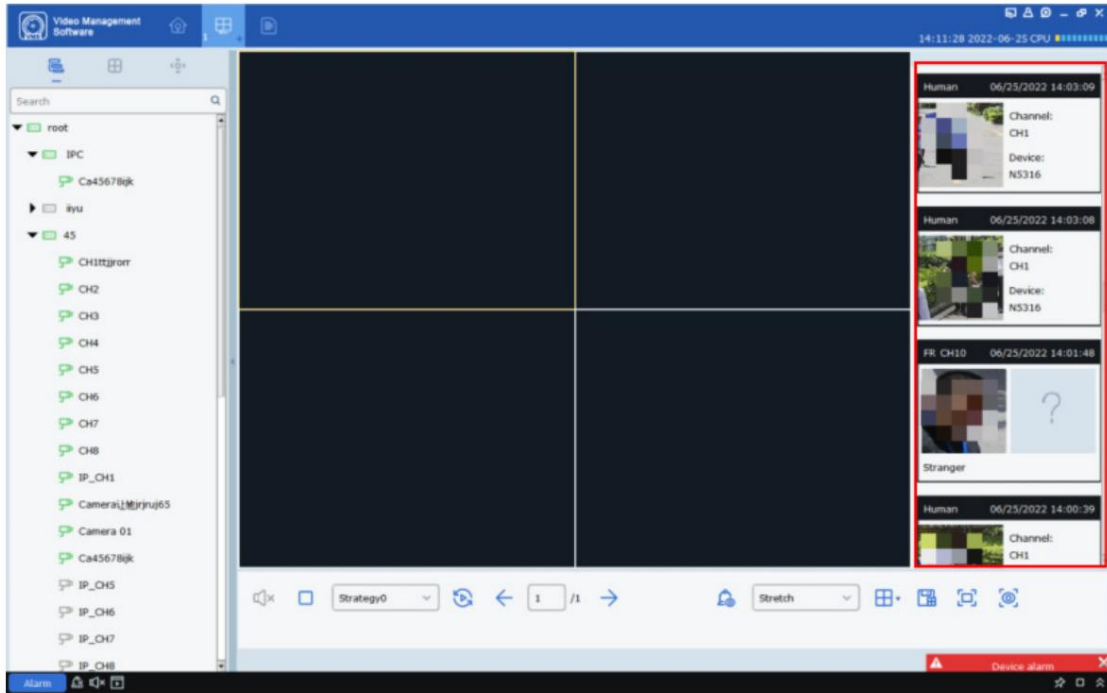 Video Management
Software
1
14:11:28 2022-06-25 CPU
Search
root
IPC
Ca45678ijk
iiyu
45
CH1ttjjrorr
CH2
CH3
CH4
CH5
CH6
CH7
CH8
IP_CH1
Camera 01
Ca45678ijk
IP_CH5
IP_CH6
IP_CH7
IP_CH8
Human 06/25/2022 14:03:09
Channel:
CH1
Device:
N5316
Human 06/25/2022 14:03:08
Channel:
CH1
Device:
N5316
FR CH10 06/25/2022 14:01:48
?
Stranger
Human 06/25/2022 14:00:39
Channel:
CH1
Strategy0
1 /1
Stretch
Device alarm
Alarm